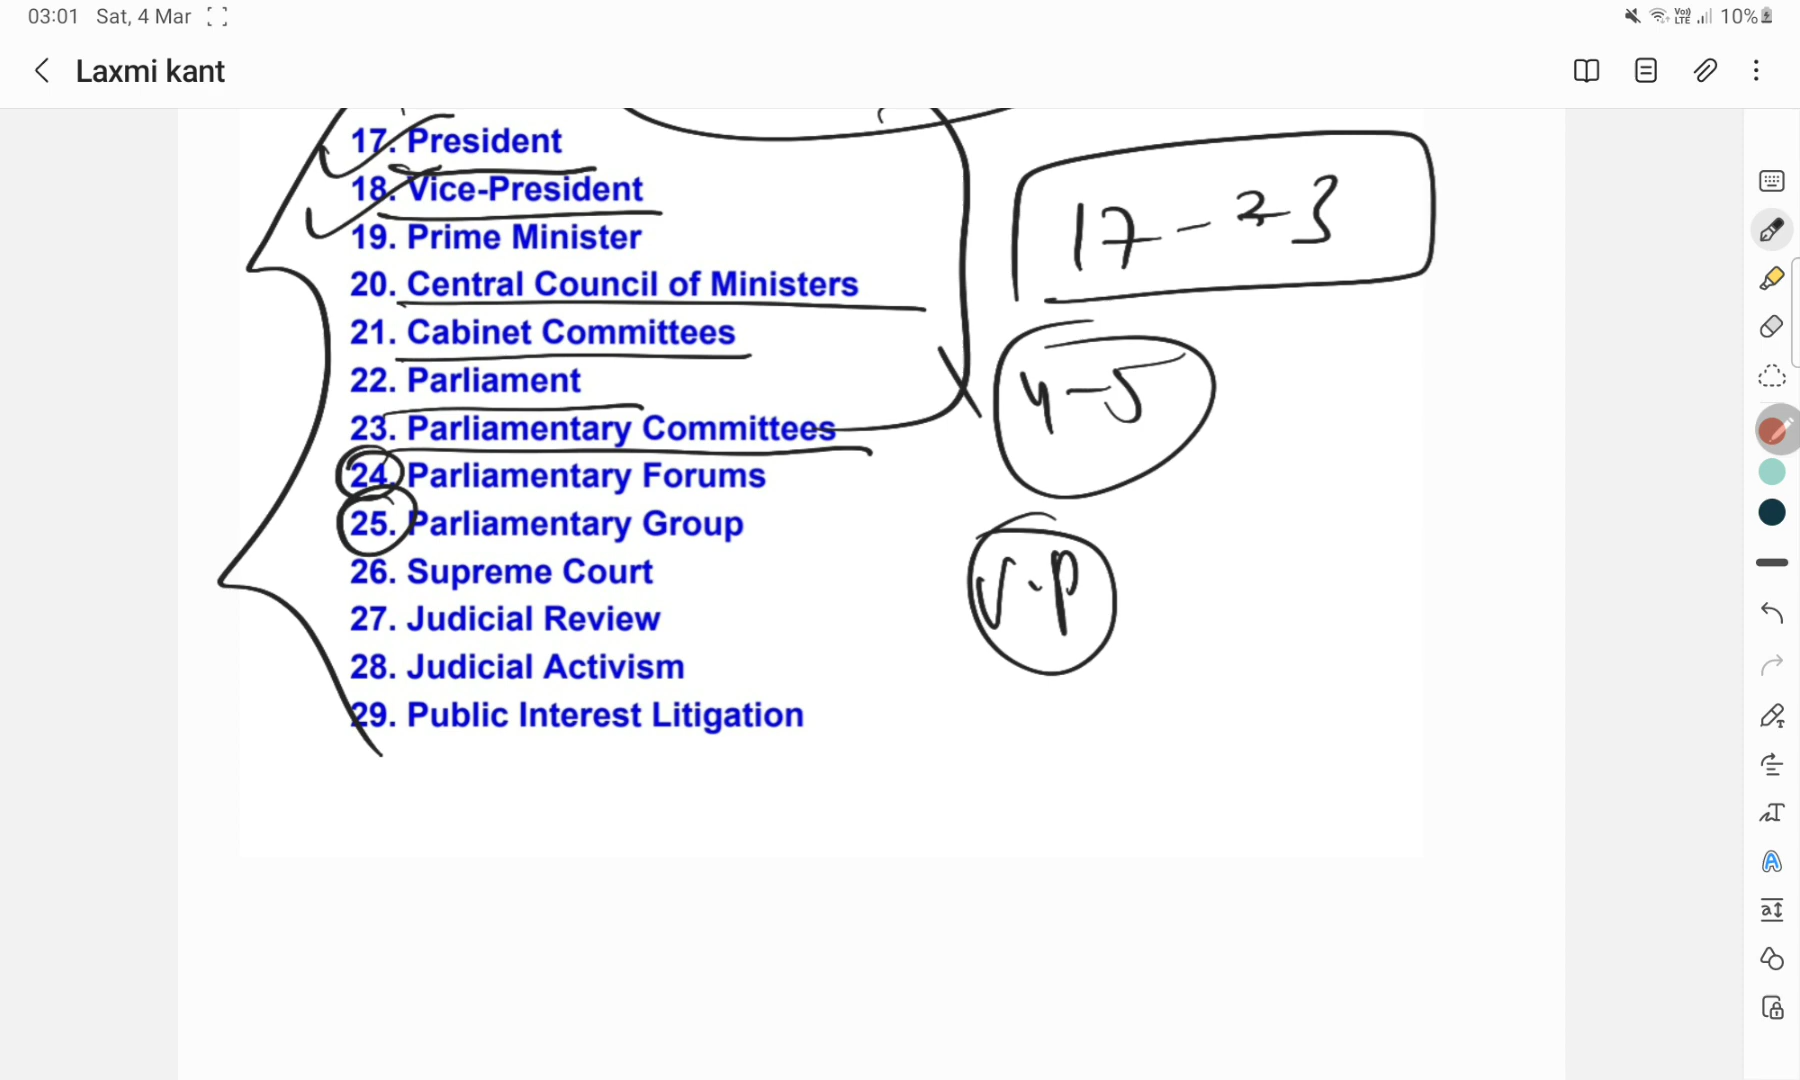 03:01 Sat, 4 Mar
Vo)) LTE 10%
Laxmi kant
17. President
18. Vice-President
19. Prime Minister
20. Central Council of Ministers
21. Cabinet Committees
22. Parliament
23. Parliamentary Committees
24. Parliamentary Forums
25. Parliamentary Group
26. Supreme Court
27. Judicial Review
28. Judicial Activism
29. Public Interest Litigation
17-23
4-5
V.P